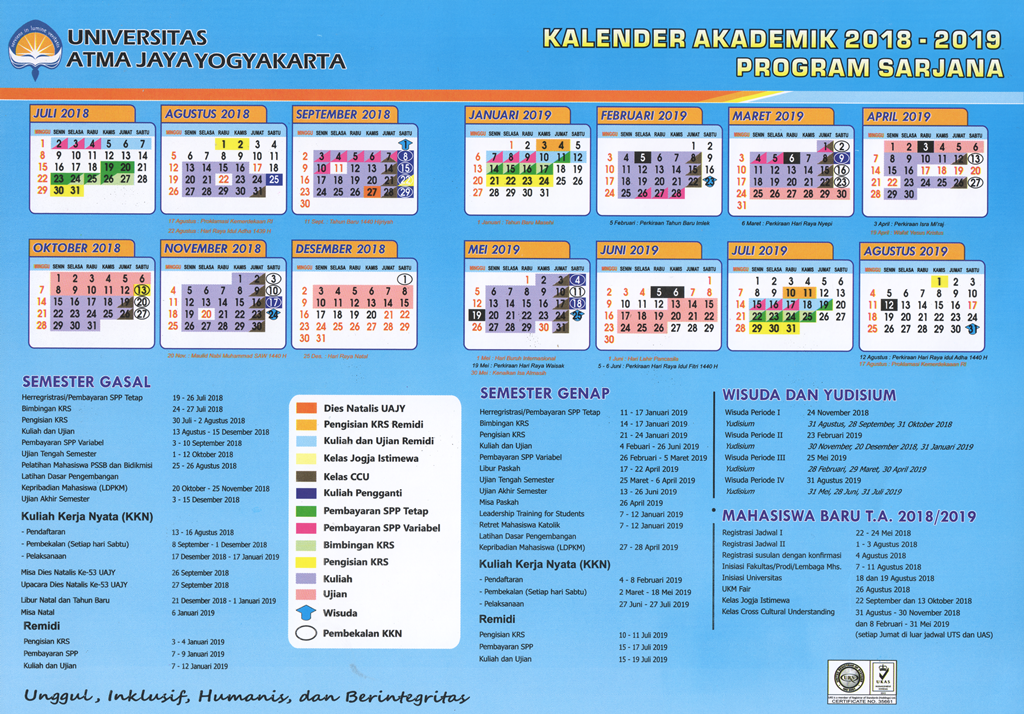 UNIVERSITAS
ATMA JAYA YOGYAKARTA
KALENDER AKADEMIK 2018 - 2019
PROGRAM SARJANA
JULI 2018
MINGGU SENIN SELASA RABU KAMIS JUMAT SABTU
1 2 3 4 5 6 7
8 9 10 11 12 13 14
15 16 17 18 19 20 21
22 23 24 25 26 27 28
29 30 31
AGUSTUS 2018
MINGGU SENIN SELASA RABU KAMIS JUMAT SABTU
1 2 3 4
5 6 7 8 9 10 11
12 13 14 15 16 17 18
19 20 21 22 23 24 25
26 27 28 29 30 31
17 Agustus : Proklamasi Kemerdekaan RI
22 Agustus : Hari Raya Idul Adha 1439 H
SEPTEMBER 2018
MINGGU SENIN SELASA RABU KAMIS JUMAT SABTU
1
2 3 4 5 6 7 8
9 10 11 12 13 14 15
16 17 18 19 20 21 22
23 24 25 26 27 28 29
30
11 Sept. : Tahun Baru 1440 Hijriyah
JANUARI 2019
MINGGU SENIN SELASA RABU KAMIS JUMAT SABTU
1 2 3 4 5
6 7 8 9 10 11 12
13 14 15 16 17 18 19
20 21 22 23 24 25 26
27 28 29 30 31
1 Januari : Tahun Baru Masehi
FEBRUARI 2019
MINGGU SENIN SELASA RABU KAMIS JUMAT SABTU
1 2
3 4 5 6 7 8 9
10 11 12 13 14 15 16
17 18 19 20 21 22 23
24 25 26 27 28
5 Februari : Perkiraan Tahun Baru Imlek
MARET 2019
MINGGU SENIN SELASA RABU KAMIS JUMAT SABTU
1 2
3 4 5 6 7 8 9
10 11 12 13 14 15 16
17 18 19 20 21 22 23
24 25 26 27 28 29 30
31
6 Maret : Perkiraan Hari Raya Nyepi
APRIL 2019
MINGGU SENIN SELASA RABU KAMIS JUMAT SABTU
1 2 3 4 5 6
7 8 9 10 11 12 13
14 15 16 17 18 19 20
21 22 23 24 25 26 27
28 29 30
3 April : Perkiraan Isra Mi'raj
OKTOBER 2018
MINGGU SENIN SELASA RABU KAMIS JUMAT SABTU
1 2 3 4 5 6
7 8 9 10 11 12 13
14 15 16 17 18 19 20
21 22 23 24 25 26 27
28 29 30 31
NOVEMBER 2018
MINGGU SENIN SELASA RABU KAMIS JUMAT SABTU
1 2 3
4 5 6 7 8 9 10
11 12 13 14 15 16 17
18 19 20 21 22 23 24
25 26 27 28 29 30
20 Nov : Maulid Nabi Muhammad SAW 1440 H
DESEMBER 2018
MINGGU SENIN SELASA RABU KAMIS JUMAT SABTU
1
2 3 4 5 6 7 8
9 10 11 12 13 14 15
16 17 18 19 20 21 22
23 24 25 26 27 28 29
30 31
25 Des. : Hari Raya Natal
MEI 2019
MINGGU SENIN SELASA RABU KAMIS JUMAT SABTU
1 2 3 4
5 6 7 8 9 10 11
12 13 14 15 16 17 18
19 20 21 22 23 24 25
26 27 28 29 30 31
1 Mei : Hari Buruh Internasional
19 Mei : Perkiraan Hari Raya Waisak
30 Mei : Kenaikan Isa Almasih
JUNI 2019
MINGGU SENIN SELASA RABU KAMIS JUMAT SABTU
1
2 3 4 5 6 7 8
9 10 11 12 13 14 15
16 17 18 19 20 21 22
23 24 25 26 27 28 29
30
1 Juni : Hari Lahir Pancasila
5 - 6 Juni : Perkiraan Hari Raya Idul Fitri 1440 H
JULI 2019
MINGGU SENIN SELASA RABU KAMIS JUMAT SABTU
1 2 3 4 5 6
7 8 9 10 11 12 13
14 15 16 17 18 19 20
21 22 23 24 25 26 27
28 29 30 31
AGUSTUS 2019
MINGGU SENIN SELASA RABU KAMIS JUMAT SABTU
1 2 3
4 5 6 7 8 9 10
11 12 13 14 15 16 17
18 19 20 21 22 23 24
25 26 27 28 29 30 31
12 Agustus : Perkiraan Hari Raya Idul Adha 1440 H
17 Agustus : Proklamasi Kemerdekaan RI
SEMESTER GASAL
Herregistrasi/Pembayaran SPP Tetap 19 - 26 Juli 2018
Bimbingan KRS 24 - 27 Juli 2018
Pengisian KRS 30 Juli - 2 Agustus 2018
Kuliah dan Ujian 13 Agustus - 15 Desember 2018
Pembayaran SPP Variabel 3 - 10 September 2018
Ujian Tengah Semester 1 - 12 Oktober 2018
Pelatihan Mahasiswa PSSB dan Bidikmisi 25 - 26 Agustus 2018
Latihan Dasar Pengembangan
Kepribadian Mahasiswa (LDPKM) 20 Oktober - 25 November 2018
Ujian Akhir Semester 3 - 15 Desember 2018
Kuliah Kerja Nyata (KKN)
- Pendaftaran 13 - 16 Agustus 2018
- Pembekalan (Setiap hari Sabtu) 8 September - 1 Desember 2018
- Pelaksanaan 17 Desember 2018 - 17 Januari 2019
Misa Dies Natalis Ke-53 UAJY 26 September 2018
Upacara Dies Natalis Ke-53 UAJY 27 September 2018
Libur Natal dan Tahun Baru 21 Desember 2018 - 1 Januari 2019
Misa Natal 6 Januari 2019
Remidi
Pengisian KRS 3 - 4 Januari 2019
Pembayaran SPP 7 - 9 Januari 2019
Kuliah dan Ujian 7 - 12 Januari 2019
Dies Natalis UAJY
Pengisian KRS Remidi
Kuliah dan Ujian Remidi
Kelas Jogja Istimewa
Kelas CCU
Kuliah Pengganti
Pembayaran SPP Tetap
Pembayaran SPP Variabel
Bimbingan KRS
Pengisian KRS
Kuliah
Ujian
Wisuda
Pembekalan KKN
SEMESTER GENAP
Herregristrasi/Pembayaran SPP Tetap 11 - 17 Januari 2019
Bimbingan KRS 14 - 17 Januari 2019
Pengisian KRS 21 - 24 Januari 2019
Kuliah dan Ujian 4 Febuari - 26 Juni 2019
Pembayaran SPP Variabel 26 Februari - 5 Maret 2019
Libur Paskah 17 - 22 April 2019
Ujian Tengah Semester 25 Maret - 6 April 2019
Ujian Akhir Semester 13 - 26 Juni 2019
Misa Paskah 26 April 2019
Leadership Training for Students 7 - 12 Januari 2019
Retret Mahasiswa Katolik 7 - 12 Januari 2019
Latihan Dasar Pengembangan
Kepribadian Mahasiswa (LDPKM) 27 - 28 April 2019
Kuliah Kerja Nyata (KKN)
- Pendaftaran 4 - 8 Februari 2019
- Pembekalan (Setiap hari Sabtu) 2 Maret - 18 Mei 2019
- Pelaksanaan 27 Juni - 27 Juli 2019
Remidi
Pengisian KRS 10 - 11 Juli 2019
Pembayaran SPP 15 - 17 Juli 2019
Kuliah dan Ujian 15 - 19 Juli 2019
WISUDA DAN YUDISIUM
Wisuda Periode I 24 November 2018
Yudisium 31 Agustus, 28 September, 31 Oktober 2018
Wisuda Periode II 23 Februari 2019
Yudisium 30 November, 20 Desember 2018, 31 Januari 2019
Wisuda Periode III 25 Mei 2019
Yudisium 28 Februari, 29 Maret, 30 April 2019
Wisuda Periode IV 31 Agustus 2019
Yudisium 31 Mei, 28 Juni, 31 Juli 2019
MAHASISWA BARU T.A. 2018/2019
Registrasi Jadwal I 22 - 24 Mei 2018
Registrasi Jadwal II 1 - 3 Agustus 2018
Registrasi susulan dengan konfirmasi 4 Agustus 2018
Inisiasi Fakultas/Prodi/Lembaga Mhs. 7 - 11 Agustus 2018
Inisiasi Universitas 18 dan 19 Agustus 2018
UKM Fair 26 Agustus 2018
Kelas Jogja Istimewa 22 September dan 13 Oktober 2018
Kelas Cross Cultural Understanding 31 Agustus - 30 November 2018
dan 8 Februari - 31 Mei 2019
(setiap Jumat di luar jadwal UTS dan UAS)
Unggul, Inklusif, Humanis, dan Berintegritas
UKAS
CERTIFICATE NO. 35661